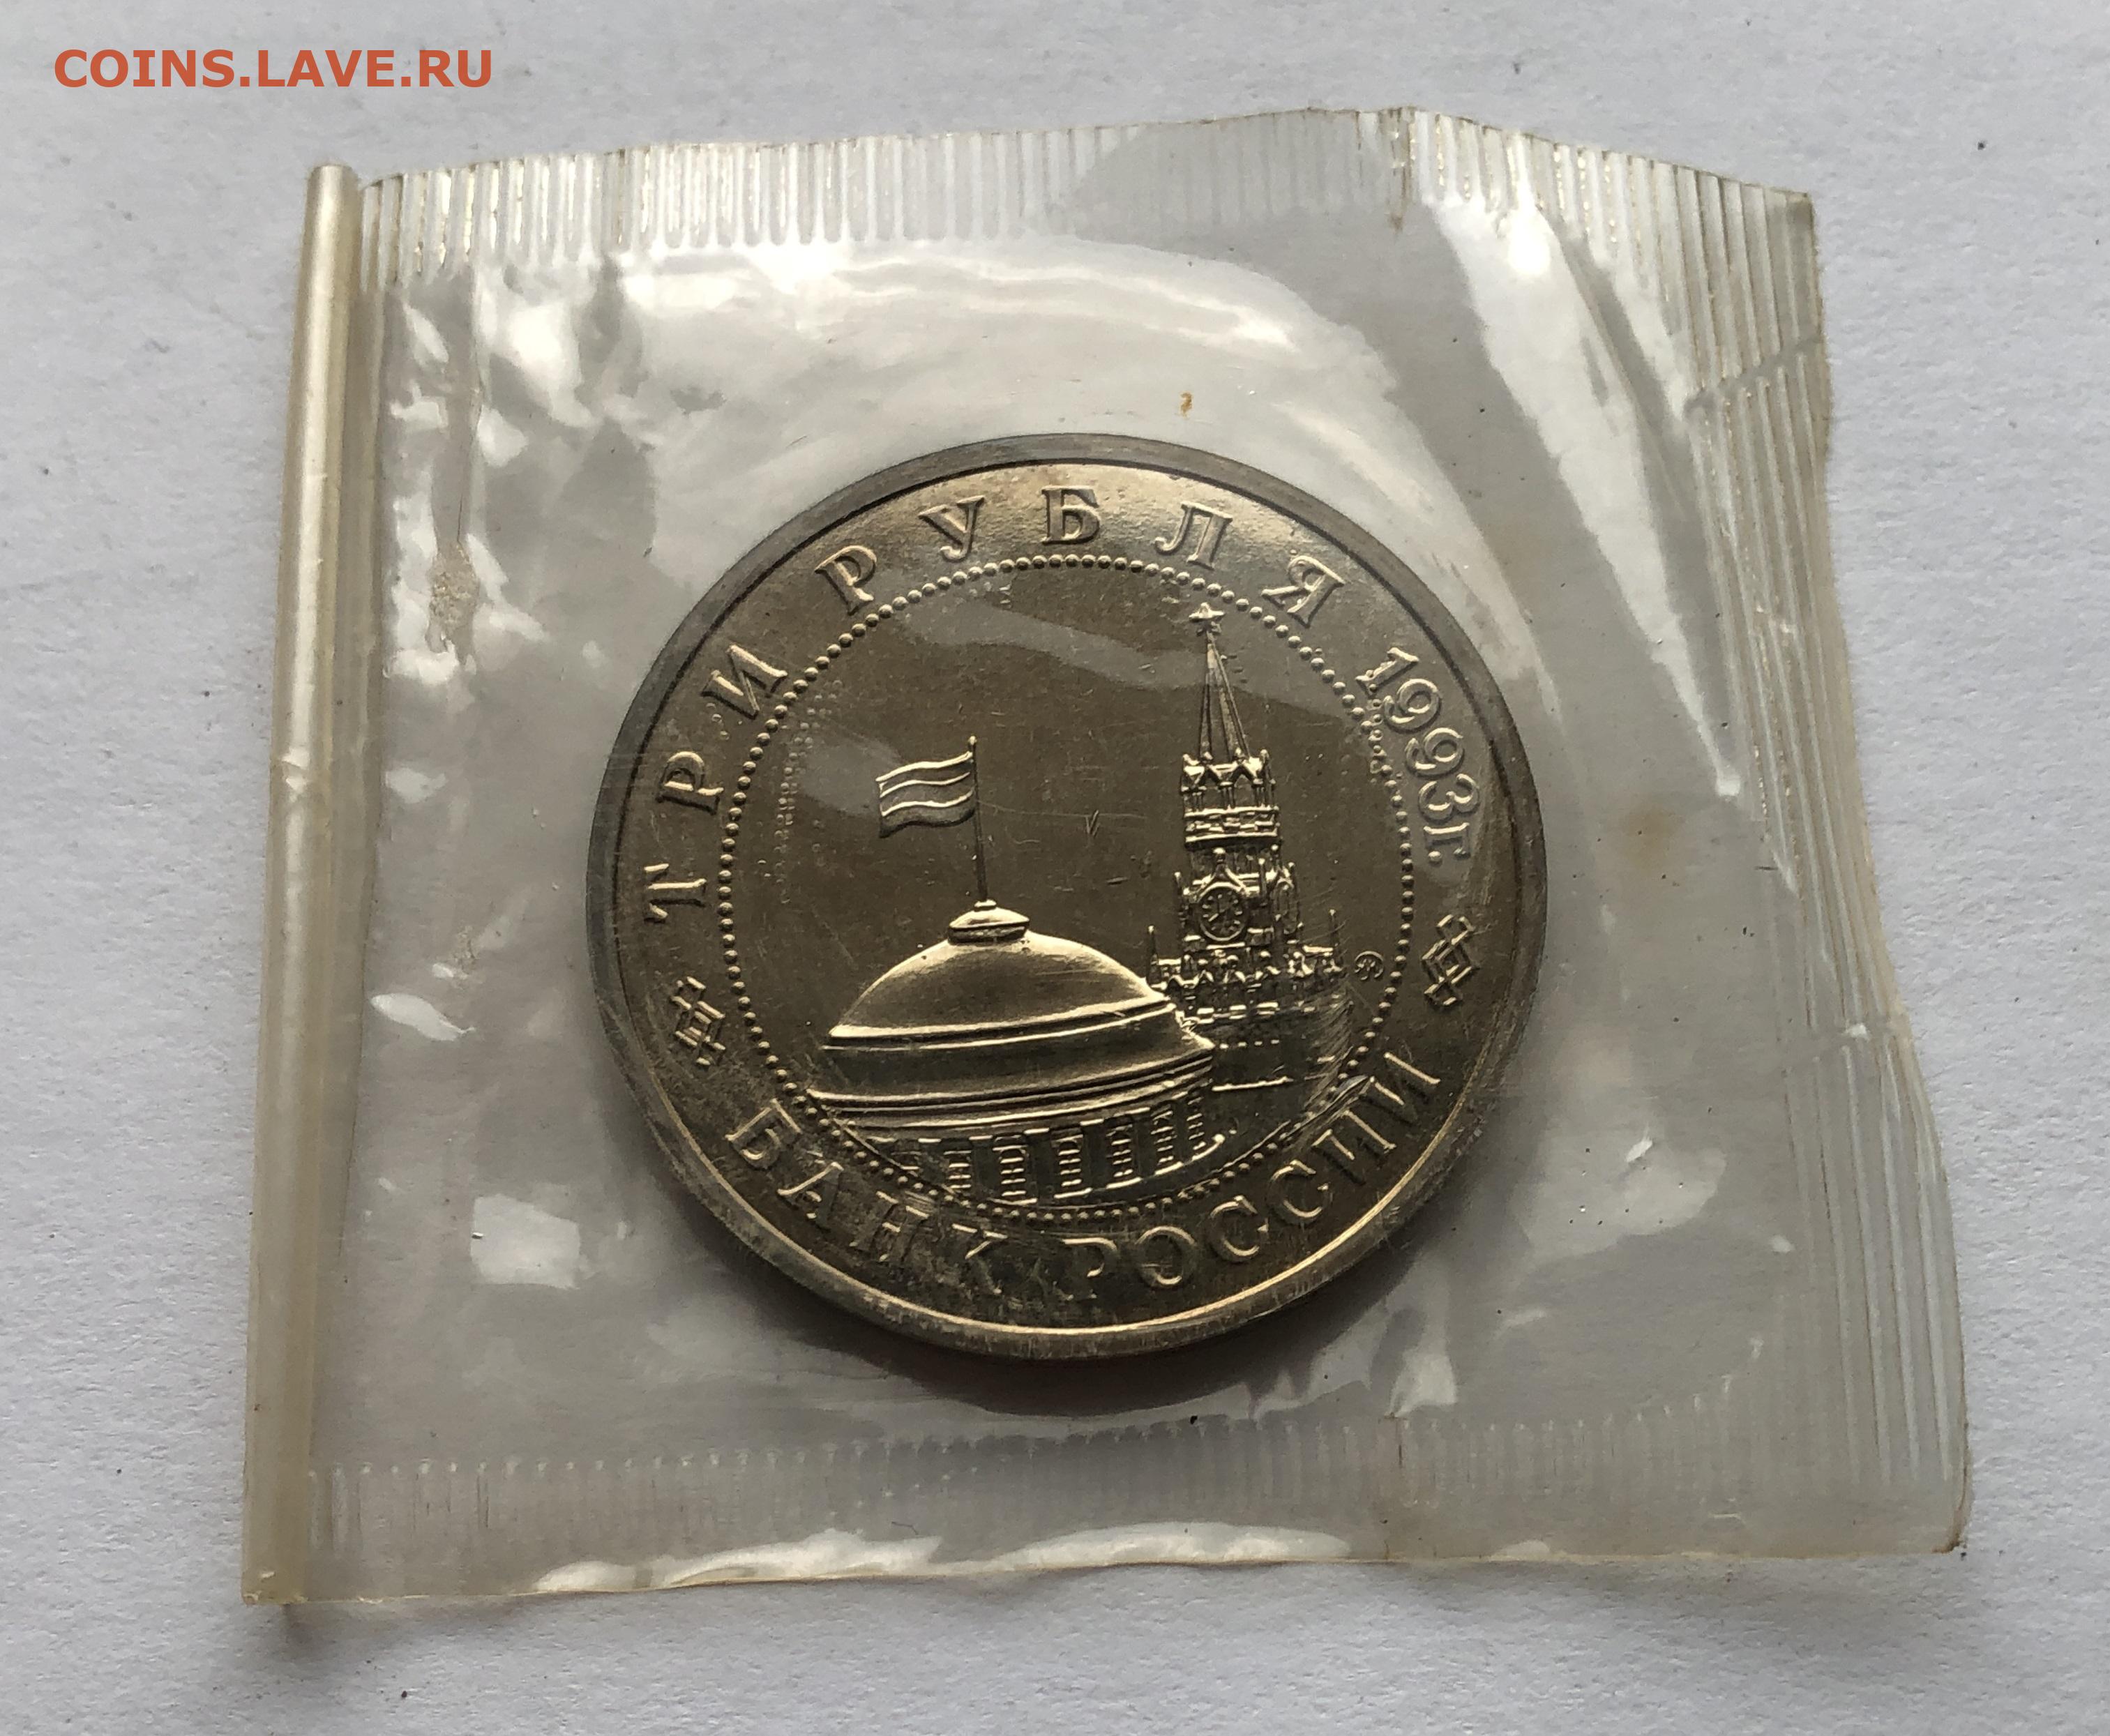 COINS.LAVE.RU
ТРИ РУБЛЯ 1993г.
БАНК РОССИИ